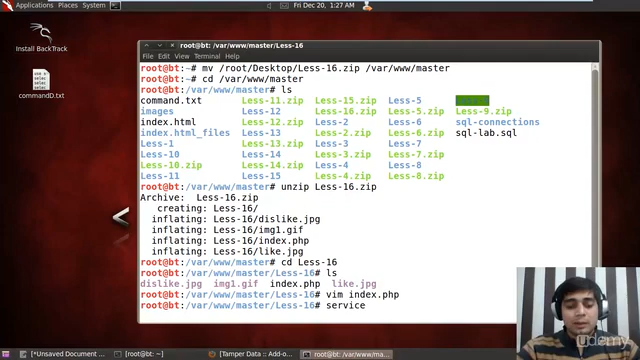 Applications Places System
Fri Dec 20, 1:27 AM
Install BackTrack
commandD.txt
root@bt: /var/www/master/Less-16
File Edit View Terminal Help
root@bt:~# mv /root/Desktop/Less-16.zip /var/www/master
root@bt:~# cd /var/www/master
root@bt:/var/www/master# ls
command.txt Less-11.zip Less-15.zip Less-5
images Less-12 Less-16.zip Less-5.zip Less-9.zip
index.html Less-12.zip Less-2 Less-6 sql-connections
index.html_files Less-13 Less-2.zip Less-6.zip sql-lab.sql
Less-1 Less-13.zip Less-3 Less-7
Less-10 Less-14 Less-3.zip Less-7.zip
Less-10.zip Less-14.zip Less-4 Less-8
Less-11 Less-15 Less-4.zip Less-8.zip
root@bt:/var/www/master# unzip Less-16.zip
Archive: Less-16.zip
creating: Less-16/
inflating: Less-16/dislike.jpg
inflating: Less-16/img1.gif
inflating: Less-16/index.php
inflating: Less-16/like.jpg
root@bt:/var/www/master# cd Less-16
root@bt:/var/www/master/Less-16# ls
dislike.jpg img1.gif index.php like.jpg
root@bt:/var/www/master/Less-16# vim index.php
root@bt:/var/www/master/Less-16# service
<<
udemy
[*Unsaved Document ...
[root@bt: ~]
[Tamper Data :: Add-o...
root@bt: /var/www/ma...